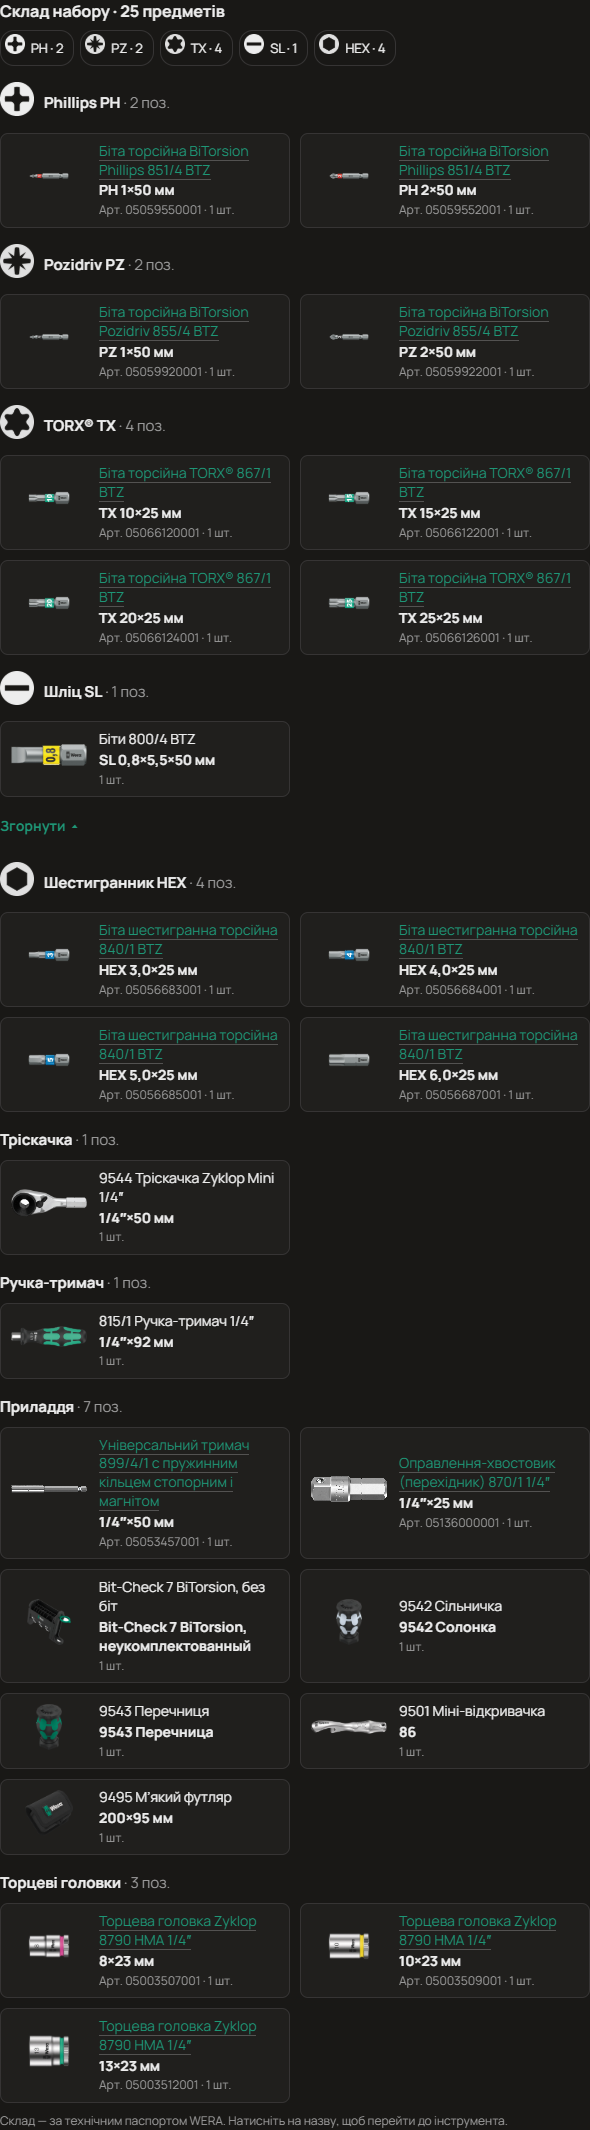 Склад набору · 25 предметів
PH · 2
PZ · 2
TX · 4
SL · 1
HEX · 4
Phillips PH · 2 поз.
Біта торсійна BiTorsion
Phillips 851/4 BTZ
PH 1×50 мм
Арт. 05059550001 · 1 шт.
Біта торсійна BiTorsion
Phillips 851/4 BTZ
PH 2×50 мм
Арт. 05059552001 · 1 шт.
Pozidriv PZ · 2 поз.
Біта торсійна BiTorsion
Pozidriv 855/4 BTZ
PZ 1×50 мм
Арт. 05059920001 · 1 шт.
Біта торсійна BiTorsion
Pozidriv 855/4 BTZ
PZ 2×50 мм
Арт. 05059922001 · 1 шт.
TORX® TX · 4 поз.
Біта торсійна TORX® 867/1
BTZ
TX 10×25 мм
Арт. 05066120001 · 1 шт.
Біта торсійна TORX® 867/1
BTZ
TX 15×25 мм
Арт. 05066122001 · 1 шт.
Біта торсійна TORX® 867/1
BTZ
TX 20×25 мм
Арт. 05066124001 · 1 шт.
Біта торсійна TORX® 867/1
BTZ
TX 25×25 мм
Арт. 05066126001 · 1 шт.
Шліц SL · 1 поз.
0,8
Біти 800/4 BTZ
SL 0,8×5,5×50 мм
1 шт.
Згорнути
Шестигранник HEX · 4 поз.
Біта шестигранна торсійна
840/1 BTZ
HEX 3,0×25 мм
Арт. 05056683001 · 1 шт.
Біта шестигранна торсійна
840/1 BTZ
HEX 4,0×25 мм
Арт. 05056684001 · 1 шт.
Біта шестигранна торсійна
840/1 BTZ
HEX 5,0×25 мм
Арт. 05056685001 · 1 шт.
Біта шестигранна торсійна
840/1 BTZ
HEX 6,0×25 мм
Арт. 05056687001 · 1 шт.
Тріскачка · 1 поз.
9544 Тріскачка Zyklop Mini
1/4″
1/4″×50 мм
1 шт.
Ручка-тримач · 1 поз.
815/1 Ручка-тримач 1/4″
1/4″×92 мм
1 шт.
Приладдя · 7 поз.
Універсальний тримач
899/4/1 с пружинним
кільцем стопорним і
магнітом
1/4″×50 мм
Арт. 05053457001 · 1 шт.
Оправлення-хвостовик
(перехідник) 870/1 1/4″
1/4″×25 мм
Арт. 05136000001 · 1 шт.
Bit-Check 7 BiTorsion, без
біт
Bit-Check 7 BiTorsion,
неукомплектованный
1 шт.
9542 Сільничка
9542 Солонка
1 шт.
9543 Перечниця
9543 Перечница
1 шт.
9501 Міні-відкривачка
86
1 шт.
9495 М’який футляр
200×95 мм
1 шт.
Торцеві головки · 3 поз.
Торцева головка Zyklop
8790 HMA 1/4″
8×23 мм
Арт. 05003507001 · 1 шт.
Торцева головка Zyklop
8790 HMA 1/4″
10×23 мм
Арт. 05003509001 · 1 шт.
Торцева головка Zyklop
8790 HMA 1/4″
13×23 мм
Арт. 05003512001 · 1 шт.
Склад — за технічним паспортом WERA. Натисніть на назву, щоб перейти до інструмента.